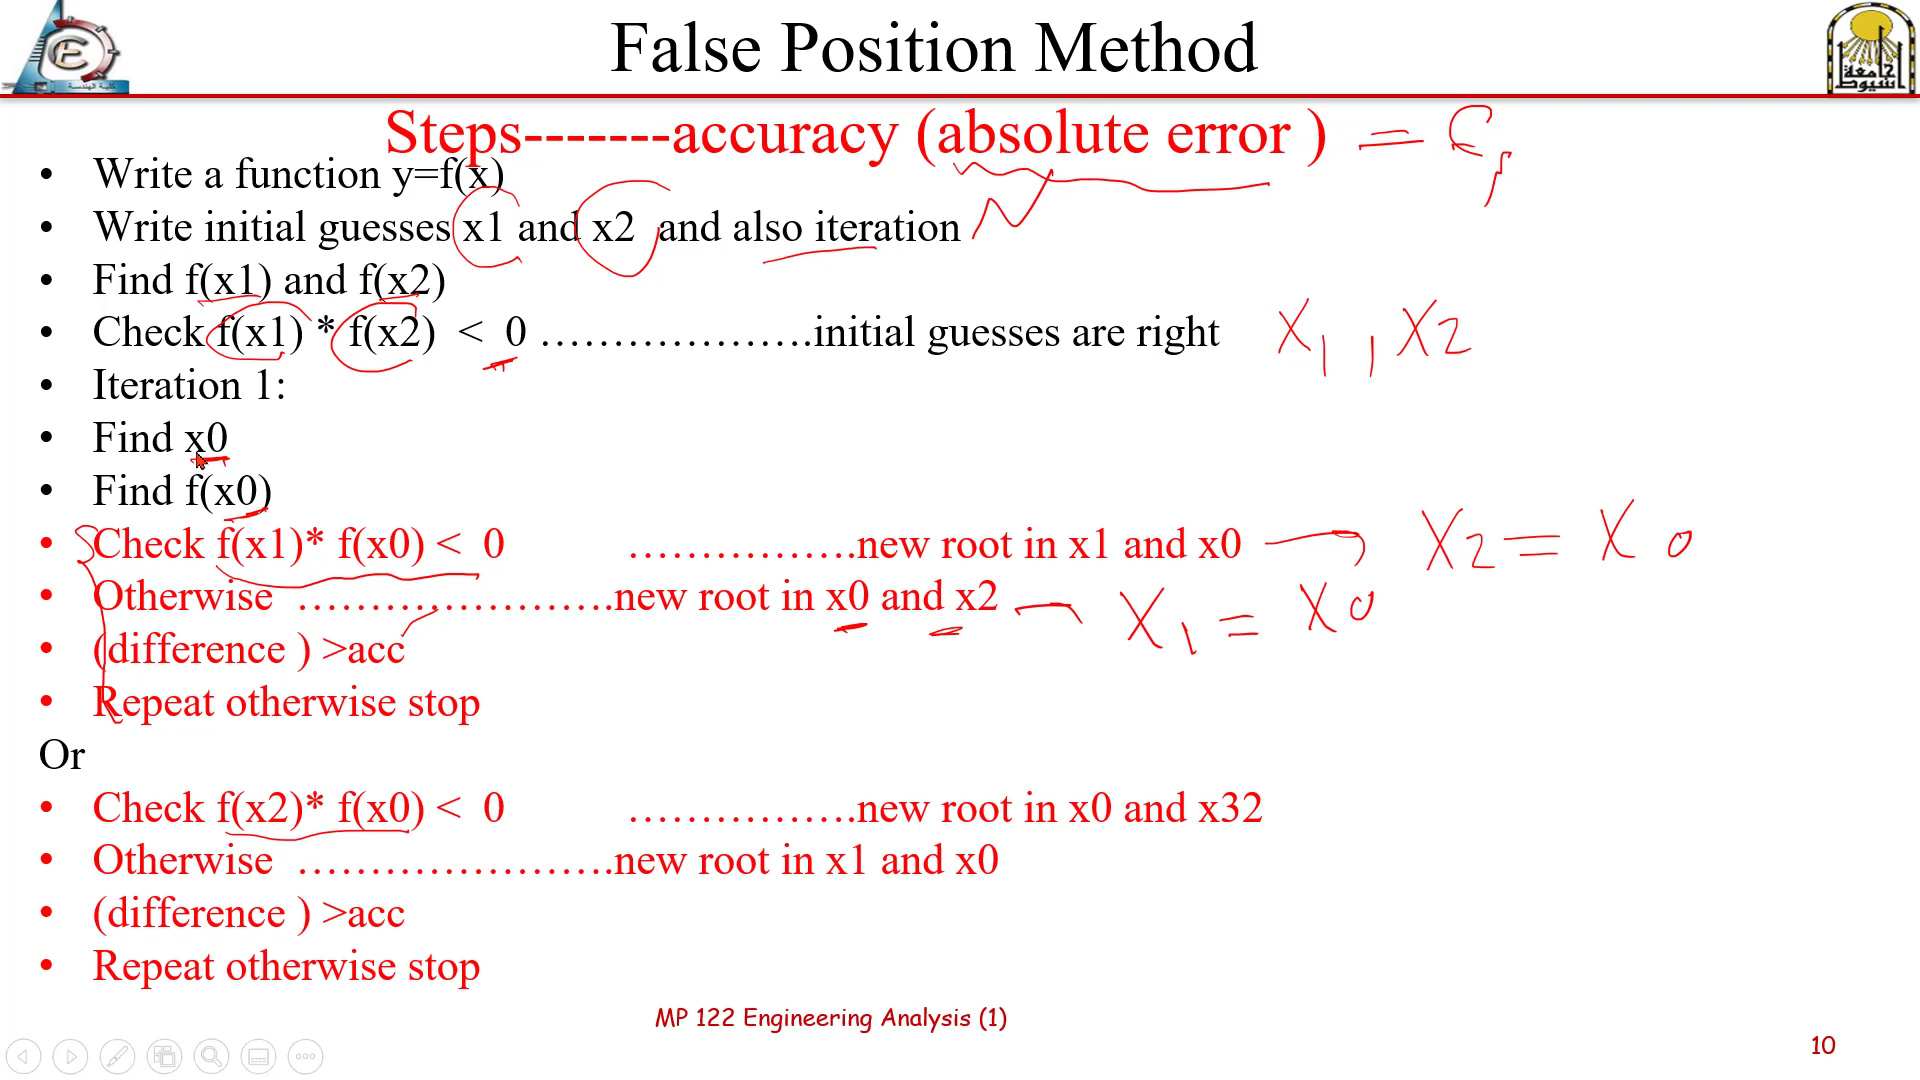 False Position Method
جامعة أسيوط
Steps-------accuracy (absolute error ) =
• Write a function y=f(x)
• Write initial guesses x1 and x2 and also iteration
• Find f(x1) and f(x2)
• Check f(x1) * f(x2) < 0 ………………….initial guesses are right X1 , X2
• Iteration 1:
• Find x0
• Find f(x0)
• Check f(x1)* f(x0) < 0 …………….new root in x1 and x0 X2 = X0
• Otherwise …………………….new root in x0 and x2 X1 = X0
• (difference ) >acc
• Repeat otherwise stop
Or
• Check f(x2)* f(x0) < 0 …………….new root in x0 and x32
• Otherwise …………………….new root in x1 and x0
• (difference ) >acc
• Repeat otherwise stop
MP 122 Engineering Analysis (1)
10